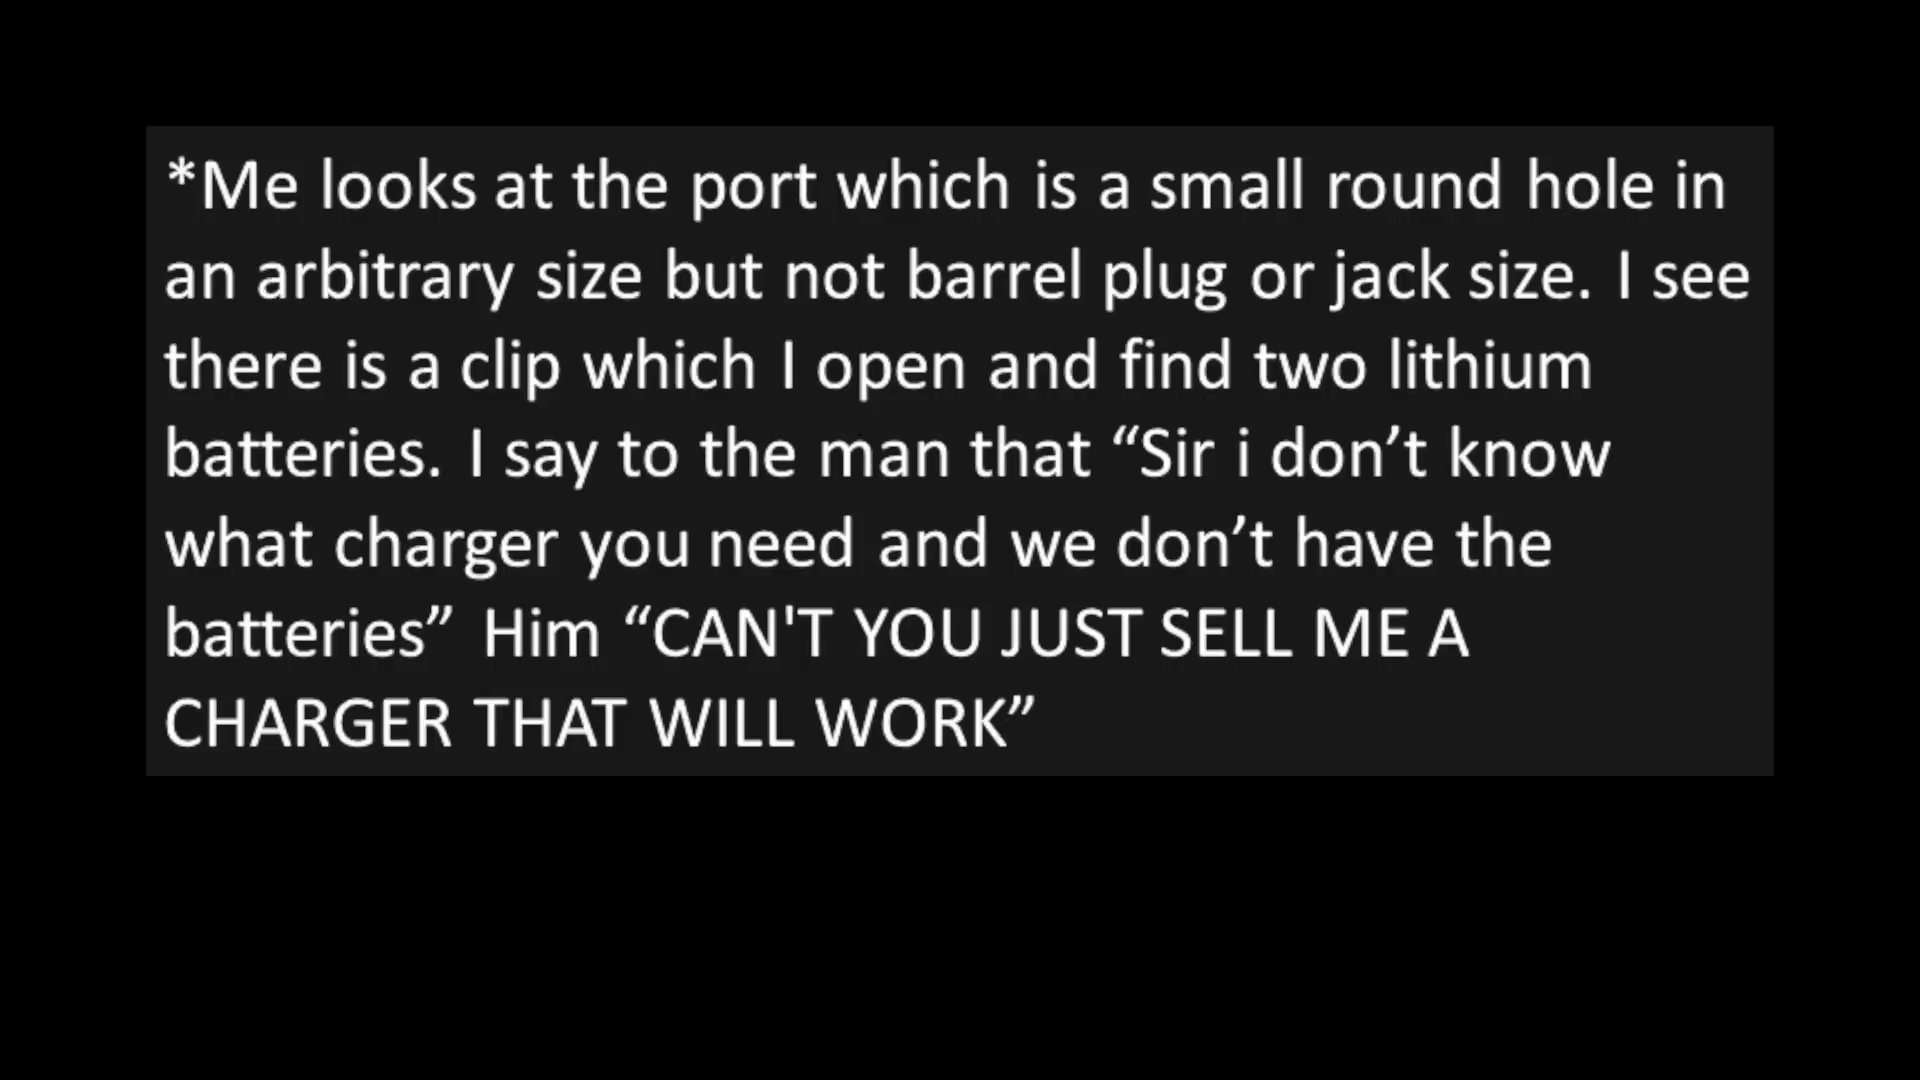 *Me looks at the port which is a small round hole in
an arbitrary size but not barrel plug or jack size. I see
there is a clip which I open and find two lithium
batteries. I say to the man that “Sir i don’t know
what charger you need and we don’t have the
batteries” Him “CAN'T YOU JUST SELL ME A
CHARGER THAT WILL WORK”